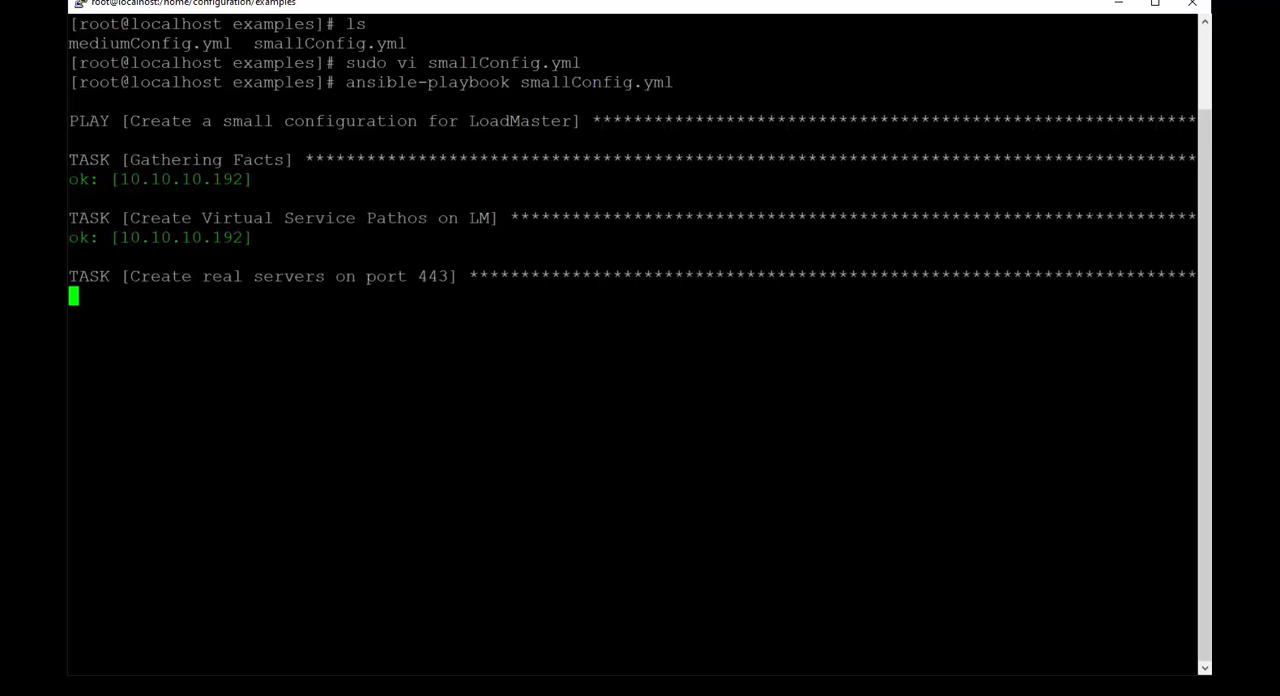 root@localhost:/home/configuration/examples
[root@localhost examples]# ls
mediumConfig.yml  smallConfig.yml
[root@localhost examples]# sudo vi smallConfig.yml
[root@localhost examples]# ansible-playbook smallConfig.yml
PLAY [Create a small configuration for LoadMaster] ***********************************************************
TASK [Gathering Facts] ***************************************************************************************
ok: [10.10.10.192]
TASK [Create Virtual Service Pathos on LM] *******************************************************************
ok: [10.10.10.192]
TASK [Create real servers on port 443] ***********************************************************************